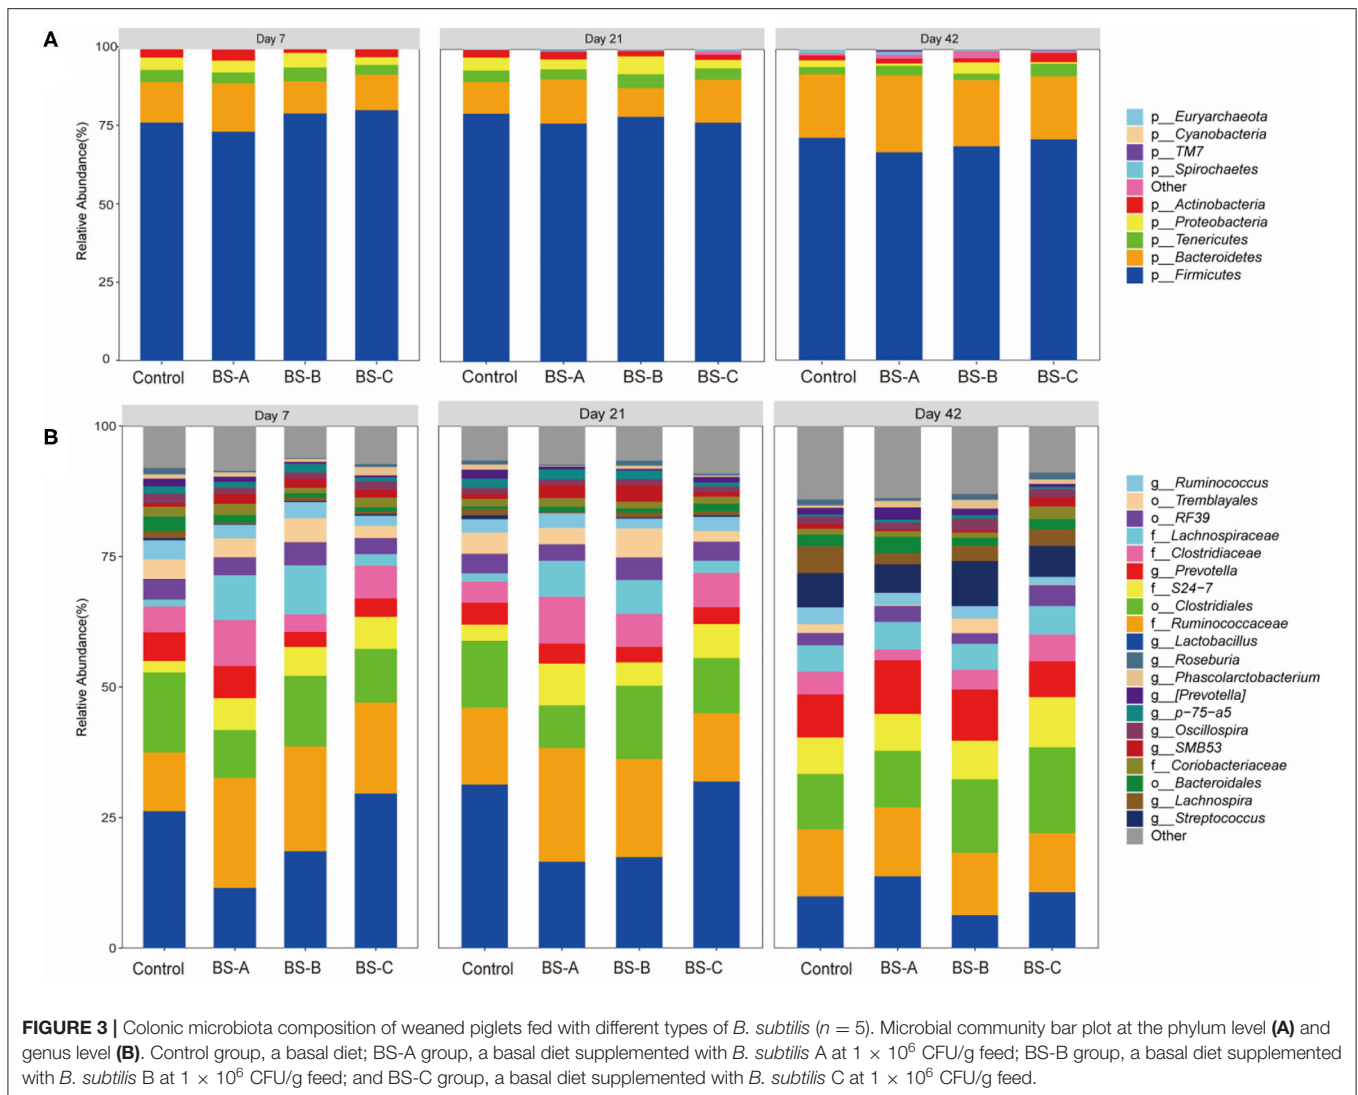 A
Day 7
Day 21
Day 42
100
75
50
25
0
Relative Abundance(%)
Control
BS-A
BS-B
BS-C
Control
BS-A
BS-B
BS-C
Control
BS-A
BS-B
BS-C
p__Euryarchaeota
p__Cyanobacteria
p__TM7
p__Spirochaetes
Other
p__Actinobacteria
p__Proteobacteria
p__Tenericutes
p__Bacteroidetes
p__Firmicutes
B
Day 7
Day 21
Day 42
100
75
50
25
0
Relative Abundance(%)
Control
BS-A
BS-B
BS-C
Control
BS-A
BS-B
BS-C
Control
BS-A
BS-B
BS-C
g__Ruminococcus
o__Tremblayales
o__RF39
f__Lachnospiraceae
f__Clostridiaceae
g__Prevotella
f__S24-7
o__Clostridiales
f__Ruminococcaceae
g__Lactobacillus
g__Roseburia
g__Phascolarctobacterium
g__[Prevotella]
g__p-75-a5
g__Oscillospira
g__SMB53
f__Coriobacteriaceae
o__Bacteroidales
g__Lachnospira
g__Streptococcus
Other
FIGURE 3 | Colonic microbiota composition of weaned piglets fed with different types of B. subtilis (n = 5). Microbial community bar plot at the phylum level (A) and
genus level (B). Control group, a basal diet; BS-A group, a basal diet supplemented with B. subtilis A at 1 × 10⁶ CFU/g feed; BS-B group, a basal diet supplemented
with B. subtilis B at 1 × 10⁶ CFU/g feed; and BS-C group, a basal diet supplemented with B. subtilis C at 1 × 10⁶ CFU/g feed.